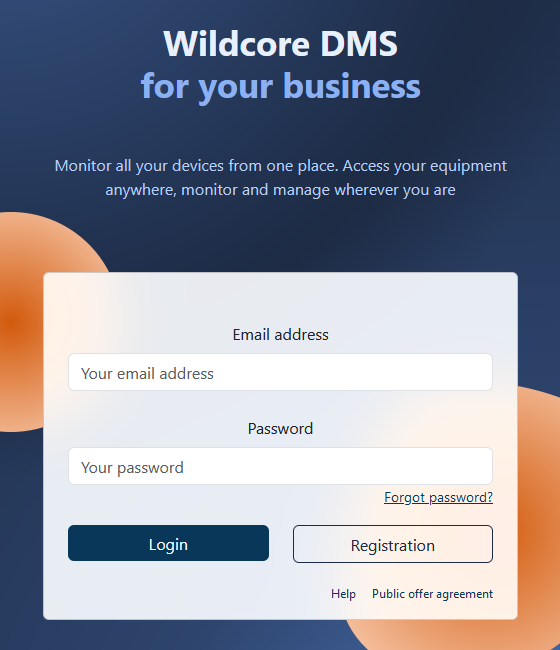 Wildcore DMS
for your business
Monitor all your devices from one place. Access your equipment
anywhere, monitor and manage wherever you are
Email address
Your email address
Password
Your password
Forgot password?
Login
Registration
Help
Public offer agreement